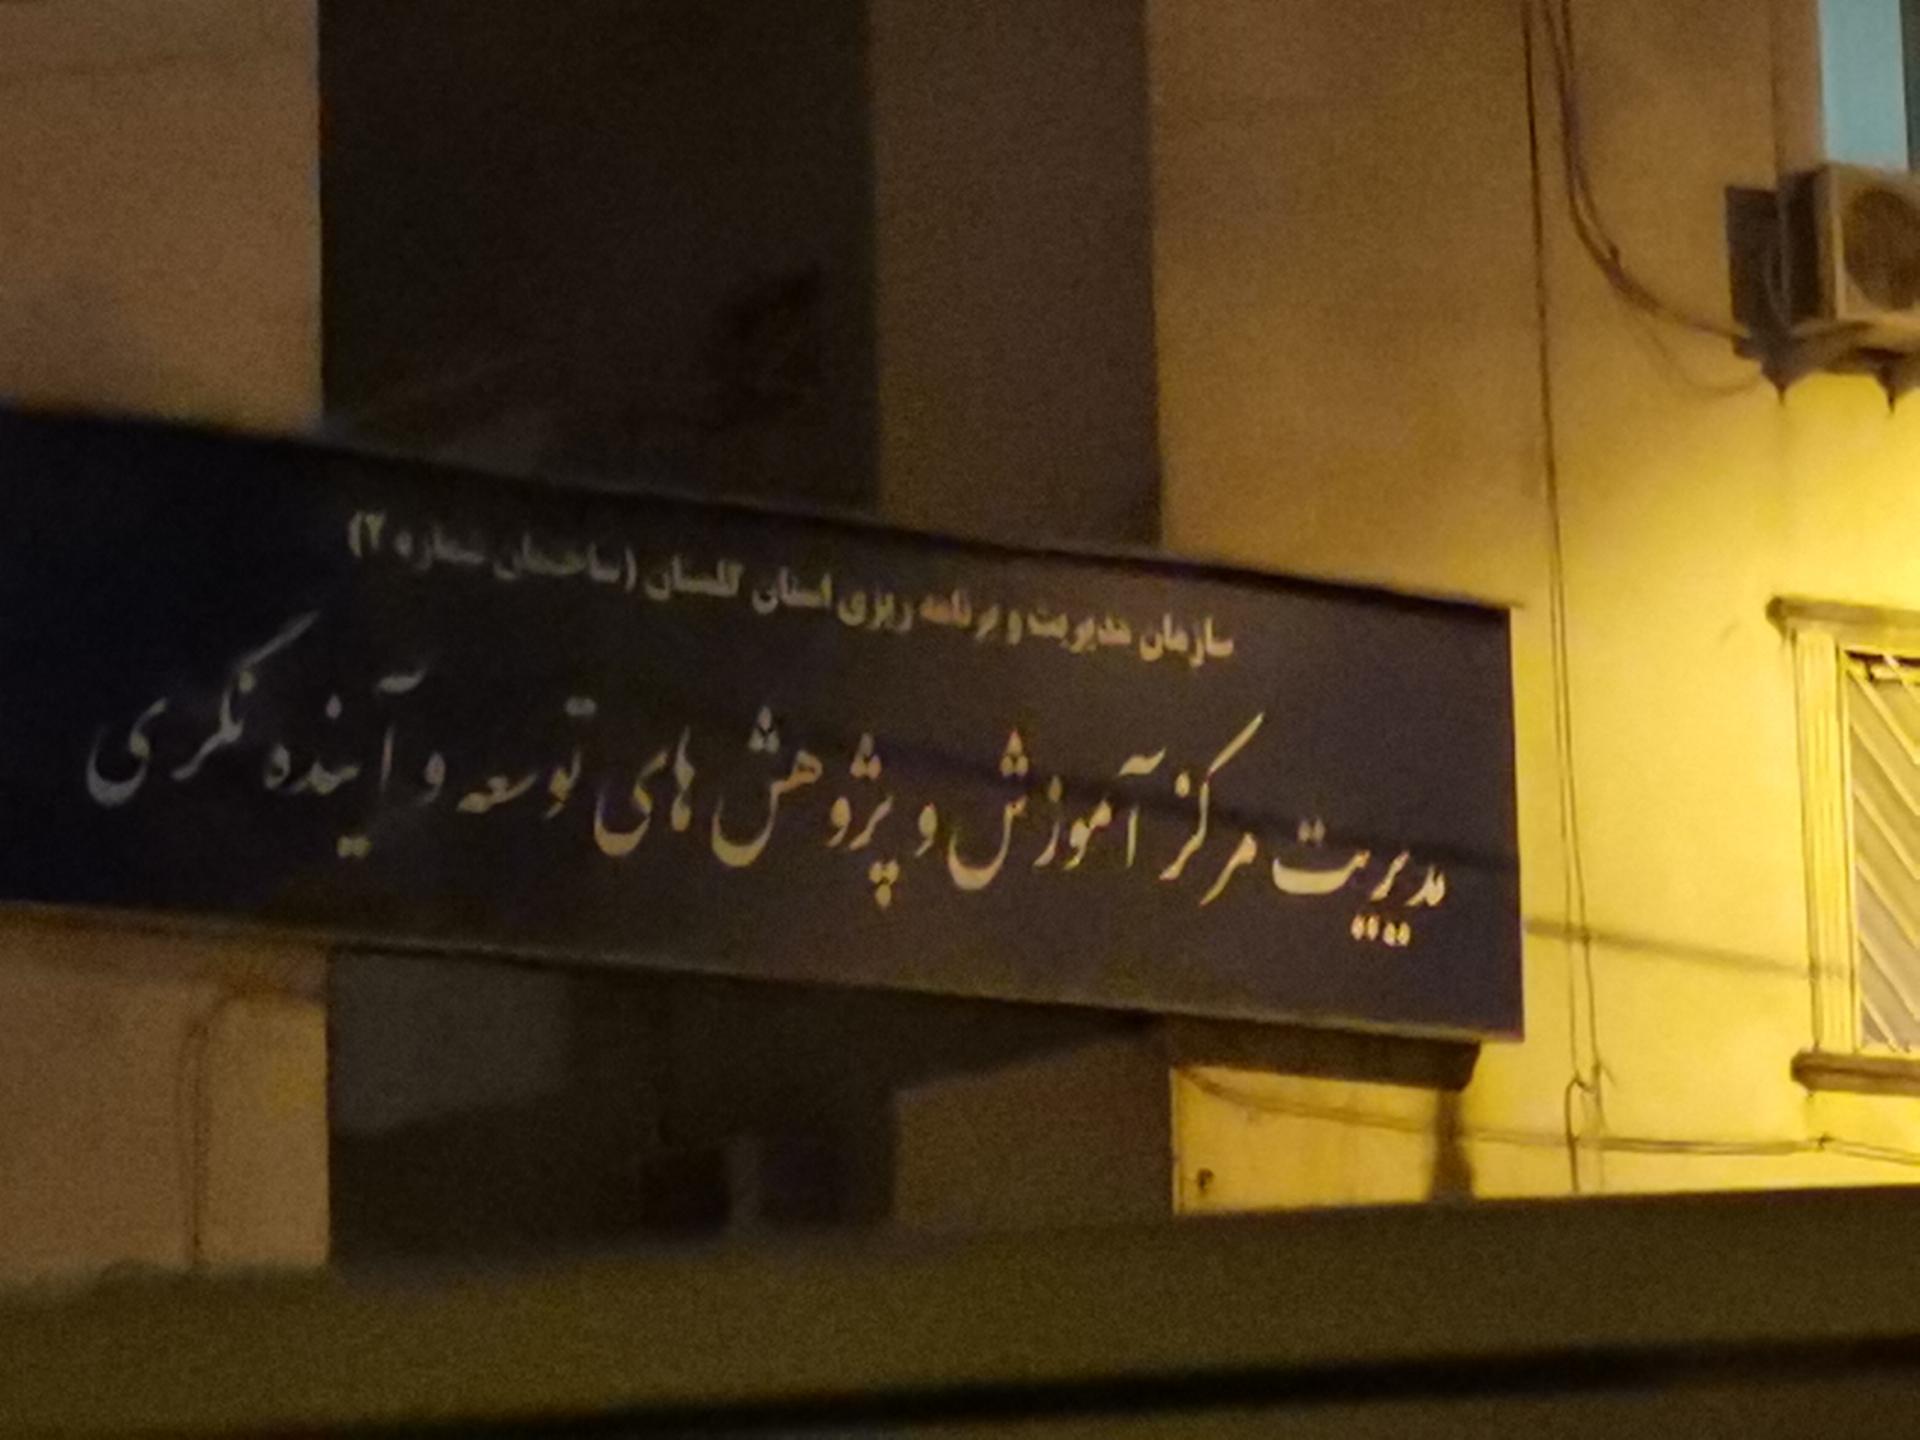 سازمان مدیریت و برنامه ریزی استان گلستان (ساختمان شماره ۲)
مدیریت مرکز آموزش و پژوهش های توسعه و آینده نگری